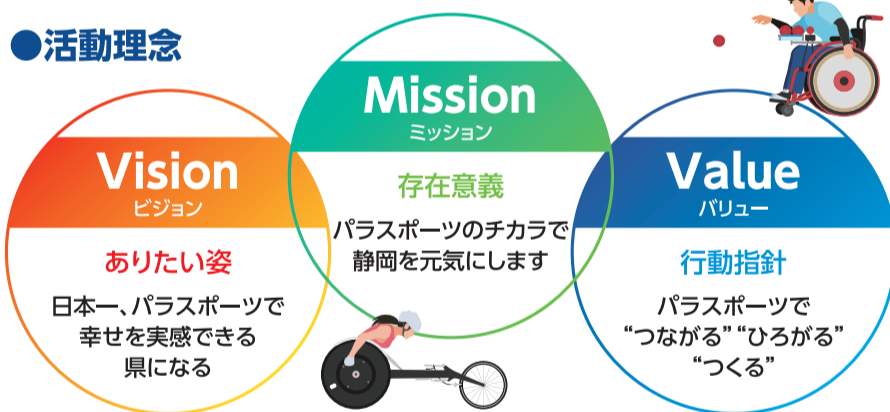 ●活動理念
Vision
ビジョン
ありたい姿
日本一、パラスポーツで
幸せを実感できる
県になる
Mission
ミッション
存在意義
パラスポーツのチカラで
静岡を元気にします
Value
バリュー
行動指針
パラスポーツで
“つながる” “ひろがる”
“つくる”